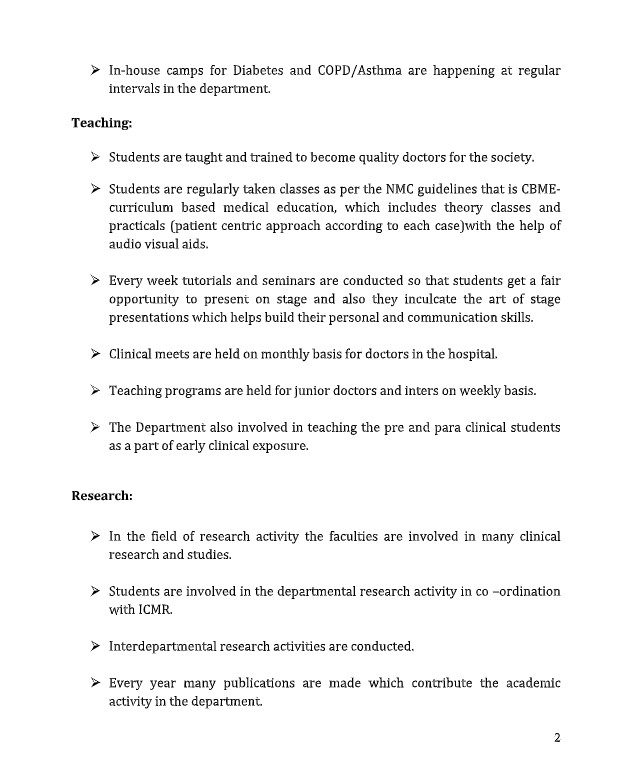 ➢ In-house camps for Diabetes and COPD/Asthma are happening at regular
intervals in the department.
Teaching:
➢ Students are taught and trained to become quality doctors for the society.
➢ Students are regularly taken classes as per the NMC guidelines that is CBME-
curriculum based medical education, which includes theory classes and
practicals (patient centric approach according to each case)with the help of
audio visual aids.
➢ Every week tutorials and seminars are conducted so that students get a fair
opportunity to present on stage and also they inculcate the art of stage
presentations which helps build their personal and communication skills.
➢ Clinical meets are held on monthly basis for doctors in the hospital.
➢ Teaching programs are held for junior doctors and inters on weekly basis.
➢ The Department also involved in teaching the pre and para clinical students
as a part of early clinical exposure.
Research:
➢ In the field of research activity the faculties are involved in many clinical
research and studies.
➢ Students are involved in the departmental research activity in co –ordination
with ICMR.
➢ Interdepartmental research activities are conducted.
➢ Every year many publications are made which contribute the academic
activity in the department.
2